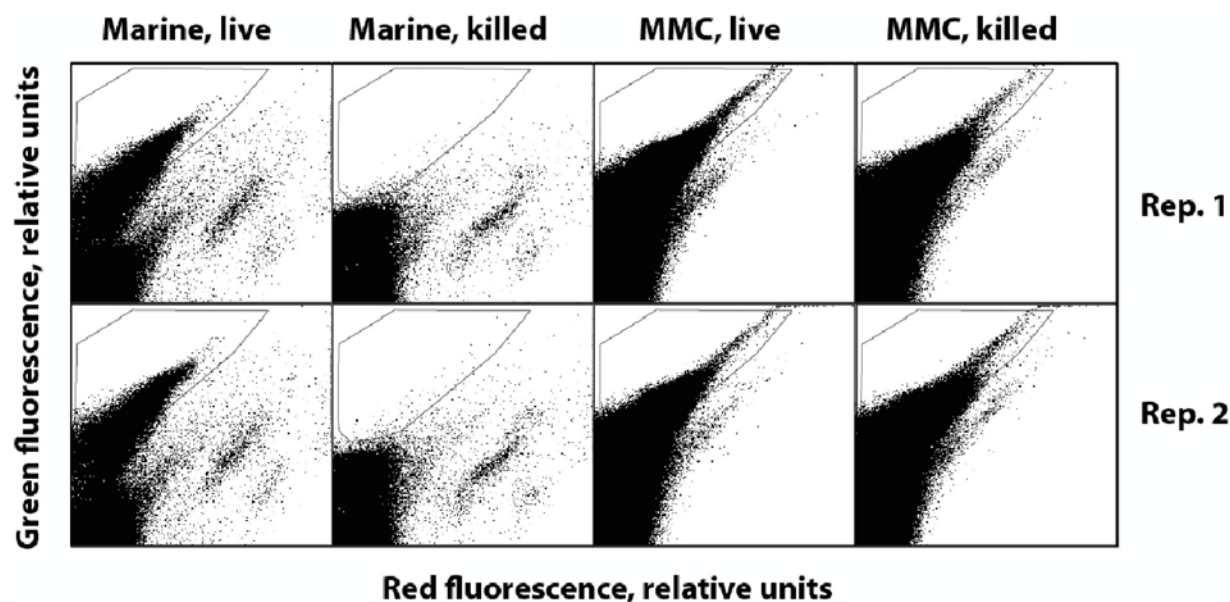 Marine, live
Marine, killed
MMC, live
MMC, killed
Green fluorescence, relative units
Rep. 1
Rep. 2
Red fluorescence, relative units